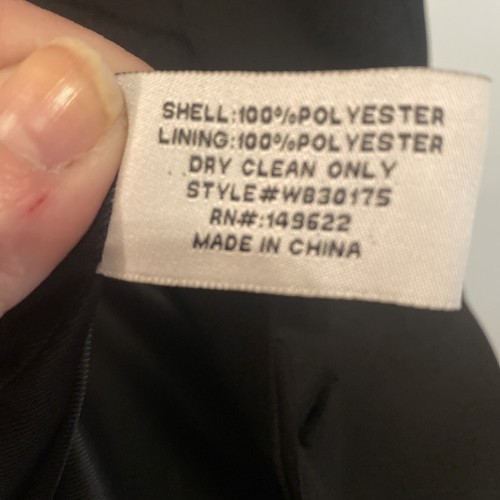 SHELL:100%POLYESTER
LINING:100%POLYESTER
DRY CLEAN ONLY
STYLE#WB30175
RN#:149622
MADE IN CHINA